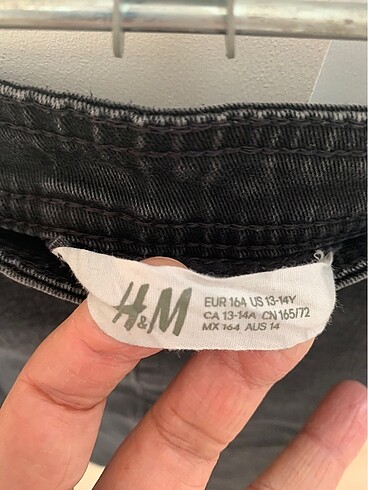 H&M
EUR 164 US 13-14Y
CA 13-14A CN 165/72
MX 164 AUS 14